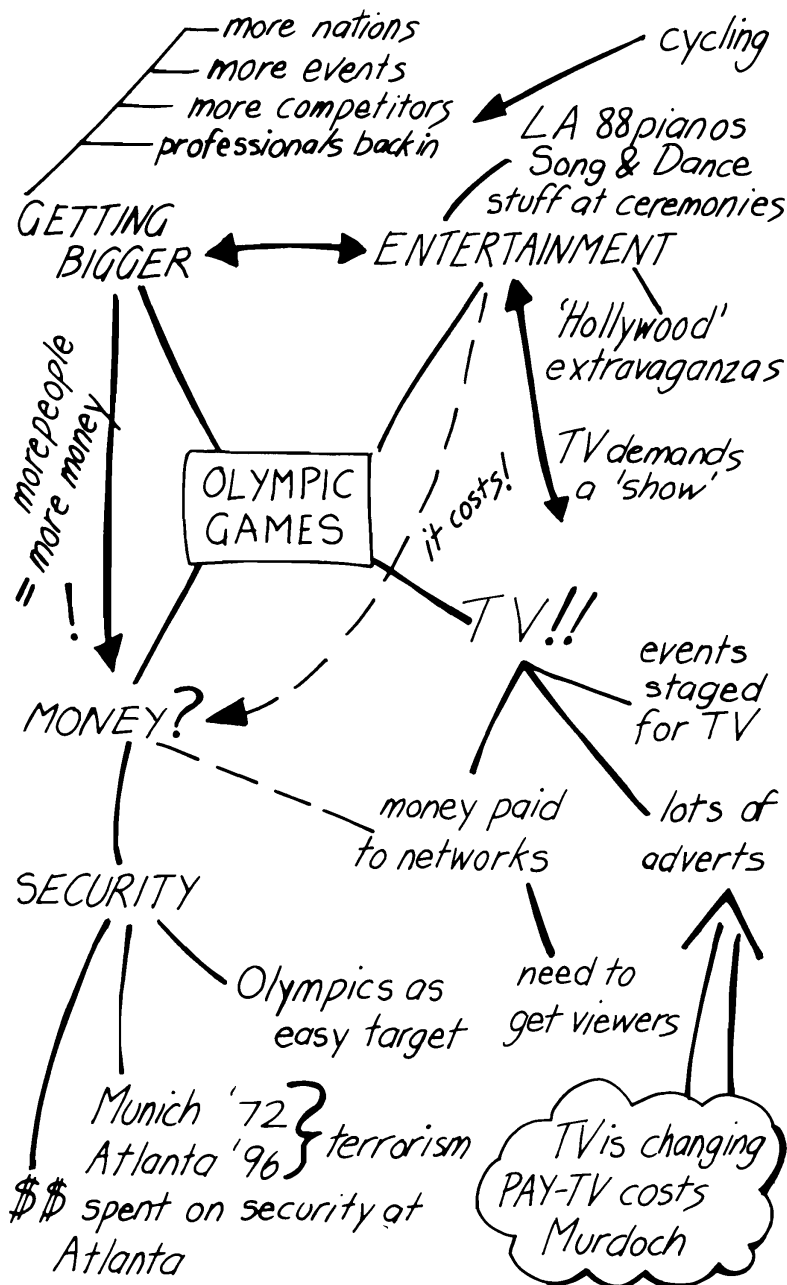 more nations
more events
more competitors
professionals back in
cycling
LA 88 pianos
Song & Dance
stuff at ceremonies
GETTING
BIGGER
ENTERTAINMENT
'Hollywood'
extravaganzas
more people
= more money
!
OLYMPIC
GAMES
it costs!
TV demands
a 'show'
TV!!
events
staged
for TV
MONEY?
money paid
to networks
lots of
adverts
SECURITY
Olympics as
easy target
need to
get viewers
Munich '72
Atlanta '96
terrorism
$$ spent on security at
Atlanta
TV is changing
PAY-TV costs
Murdoch